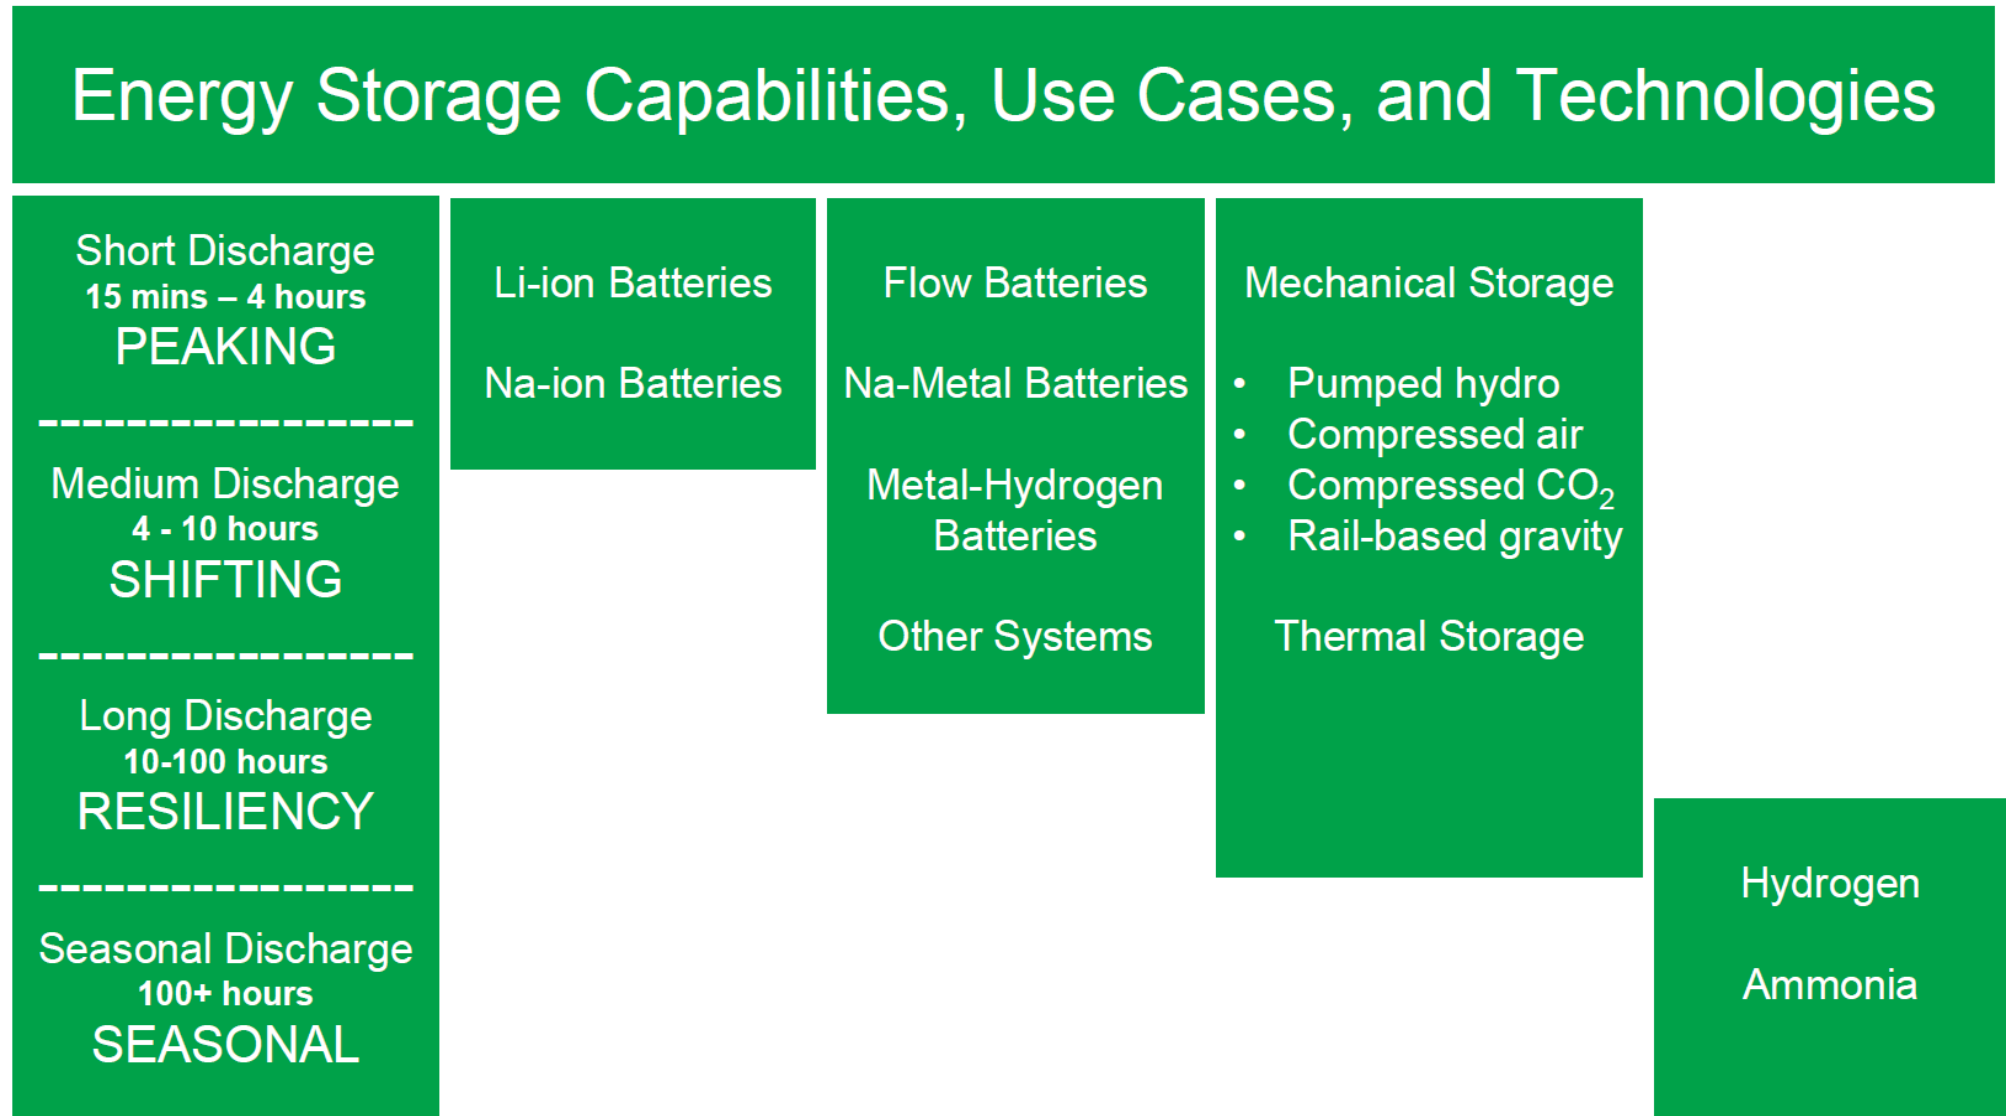 Energy Storage Capabilities, Use Cases, and Technologies
Short Discharge
15 mins – 4 hours
PEAKING
-----------------
Medium Discharge
4 - 10 hours
SHIFTING
-----------------
Long Discharge
10-100 hours
RESILIENCY
-----------------
Seasonal Discharge
100+ hours
SEASONAL
Li-ion Batteries
Na-ion Batteries
Flow Batteries
Na-Metal Batteries
Metal-Hydrogen
Batteries
Other Systems
Mechanical Storage
• Pumped hydro
• Compressed air
• Compressed CO₂
• Rail-based gravity
Thermal Storage
Hydrogen
Ammonia